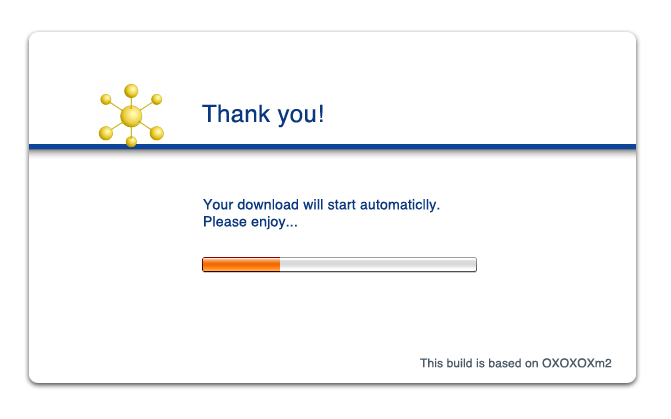 Thank you!
Your download will start automaticlly.
Please enjoy...
This build is based on OXOXOXm2